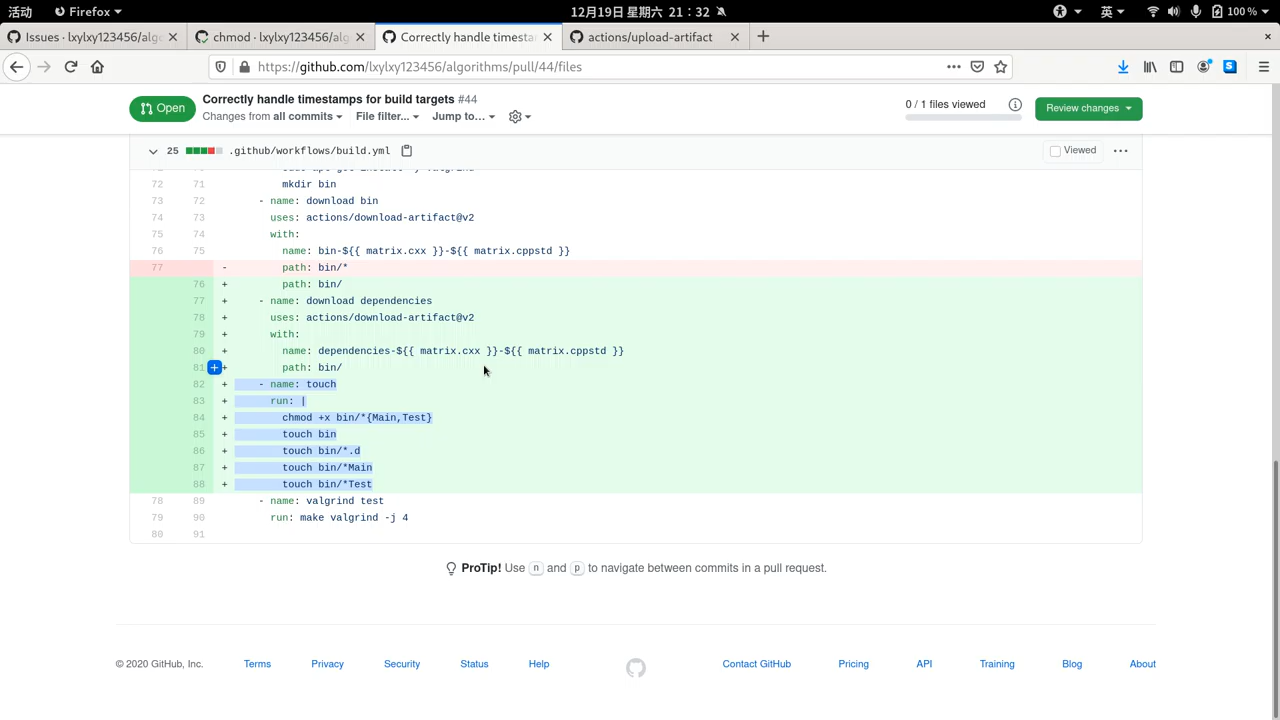 活动 Firefox 12月19日 星期六 21：32 英 100 %
Issues · lxylxy123456/algo × chmod · lxylxy123456/alg × Correctly handle timesta × actions/upload-artifact × +
https://github.com/lxylxy123456/algorithms/pull/44/files
Open
Correctly handle timestamps for build targets #44
Changes from all commits File filter... Jump to...
0 / 1 files viewed
Review changes
25 .github/workflows/build.yml
Viewed
72 71 mkdir bin
73 72 - name: download bin
74 73 uses: actions/download-artifact@v2
75 74 with:
76 75 name: bin-${{ matrix.cxx }}-${{ matrix.cppstd }}
77 - path: bin/*
76 + path: bin/
77 + - name: download dependencies
78 + uses: actions/download-artifact@v2
79 + with:
80 + name: dependencies-${{ matrix.cxx }}-${{ matrix.cppstd }}
81 + path: bin/
82 + - name: touch
83 + run: |
84 + chmod +x bin/*{Main,Test}
85 + touch bin
86 + touch bin/*.d
87 + touch bin/*Main
88 + touch bin/*Test
78 89 - name: valgrind test
79 90 run: make valgrind -j 4
80 91
ProTip! Use n and p to navigate between commits in a pull request.
© 2020 GitHub, Inc. Terms Privacy Security Status Help Contact GitHub Pricing API Training Blog About